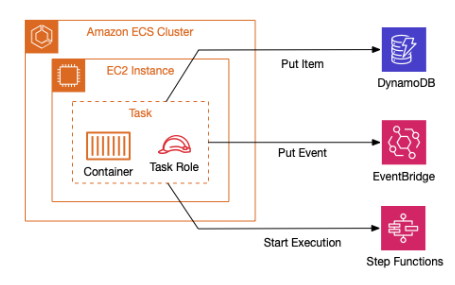 Amazon ECS Cluster
EC2 Instance
Task
Container
Task Role
Put Item
DynamoDB
Put Event
EventBridge
Start Execution
Step Functions